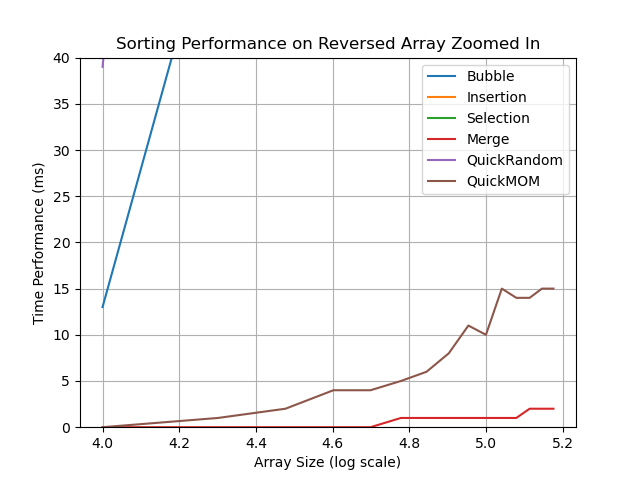 Sorting Performance on Reversed Array Zoomed In
40
35
30
25
20
15
10
5
0
Time Performance (ms)
Bubble
Insertion
Selection
Merge
QuickRandom
QuickMOM
4.0 4.2 4.4 4.6 4.8 5.0 5.2
Array Size (log scale)